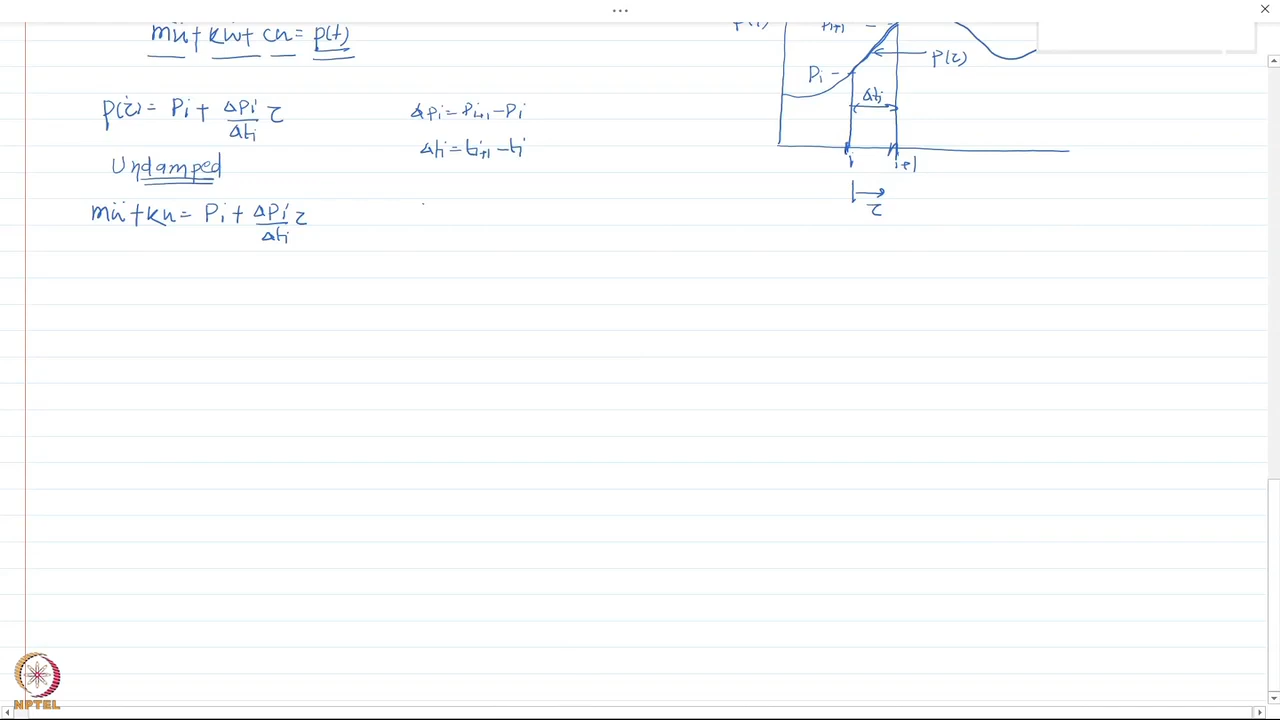 mü + ku + cu = p(t)
p(τ) = Pi + ΔPi/Δti τ
ΔPi = Pi+1 - Pi
Δti = ti+1 - ti
Undamped
mü + ku = Pi + ΔPi/Δti τ
Pi+1
Pi
P(τ)
Δti
i
i+1
τ
NPTEL